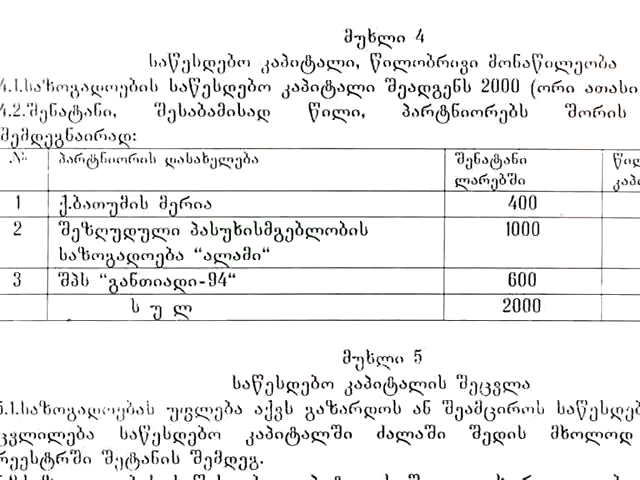 მუხლი 4
საწესდებო კაპიტალი, წილობრივი მონაწილეობა
4.1.საზოგადოების საწესდებო კაპიტალი შეადგენს 2000 (ორი ათასი
4.2.შენატანი, შესაბამისად წილი, პარტნიორებს შორის
შემდეგნაირად:
№ პარტნიორის დასახელება შენატანი ლარებში
1 ქ.ბათუმის მერია 400
2 შეზღუდული პასუხისმგებლობის საზოგადოება “ალამი“ 1000
3 შპს “განთიადი-94“ 600
ს უ ლ 2000
მუხლი 5
საწესდებო კაპიტალის შეცვლა
5.1.საზოგადოებას უფლება აქვს გაზარდოს ან შეამციროს
საწესდებო კაპიტალში ძალაში შედის მხოლოდ
შეტანის შემდეგ.